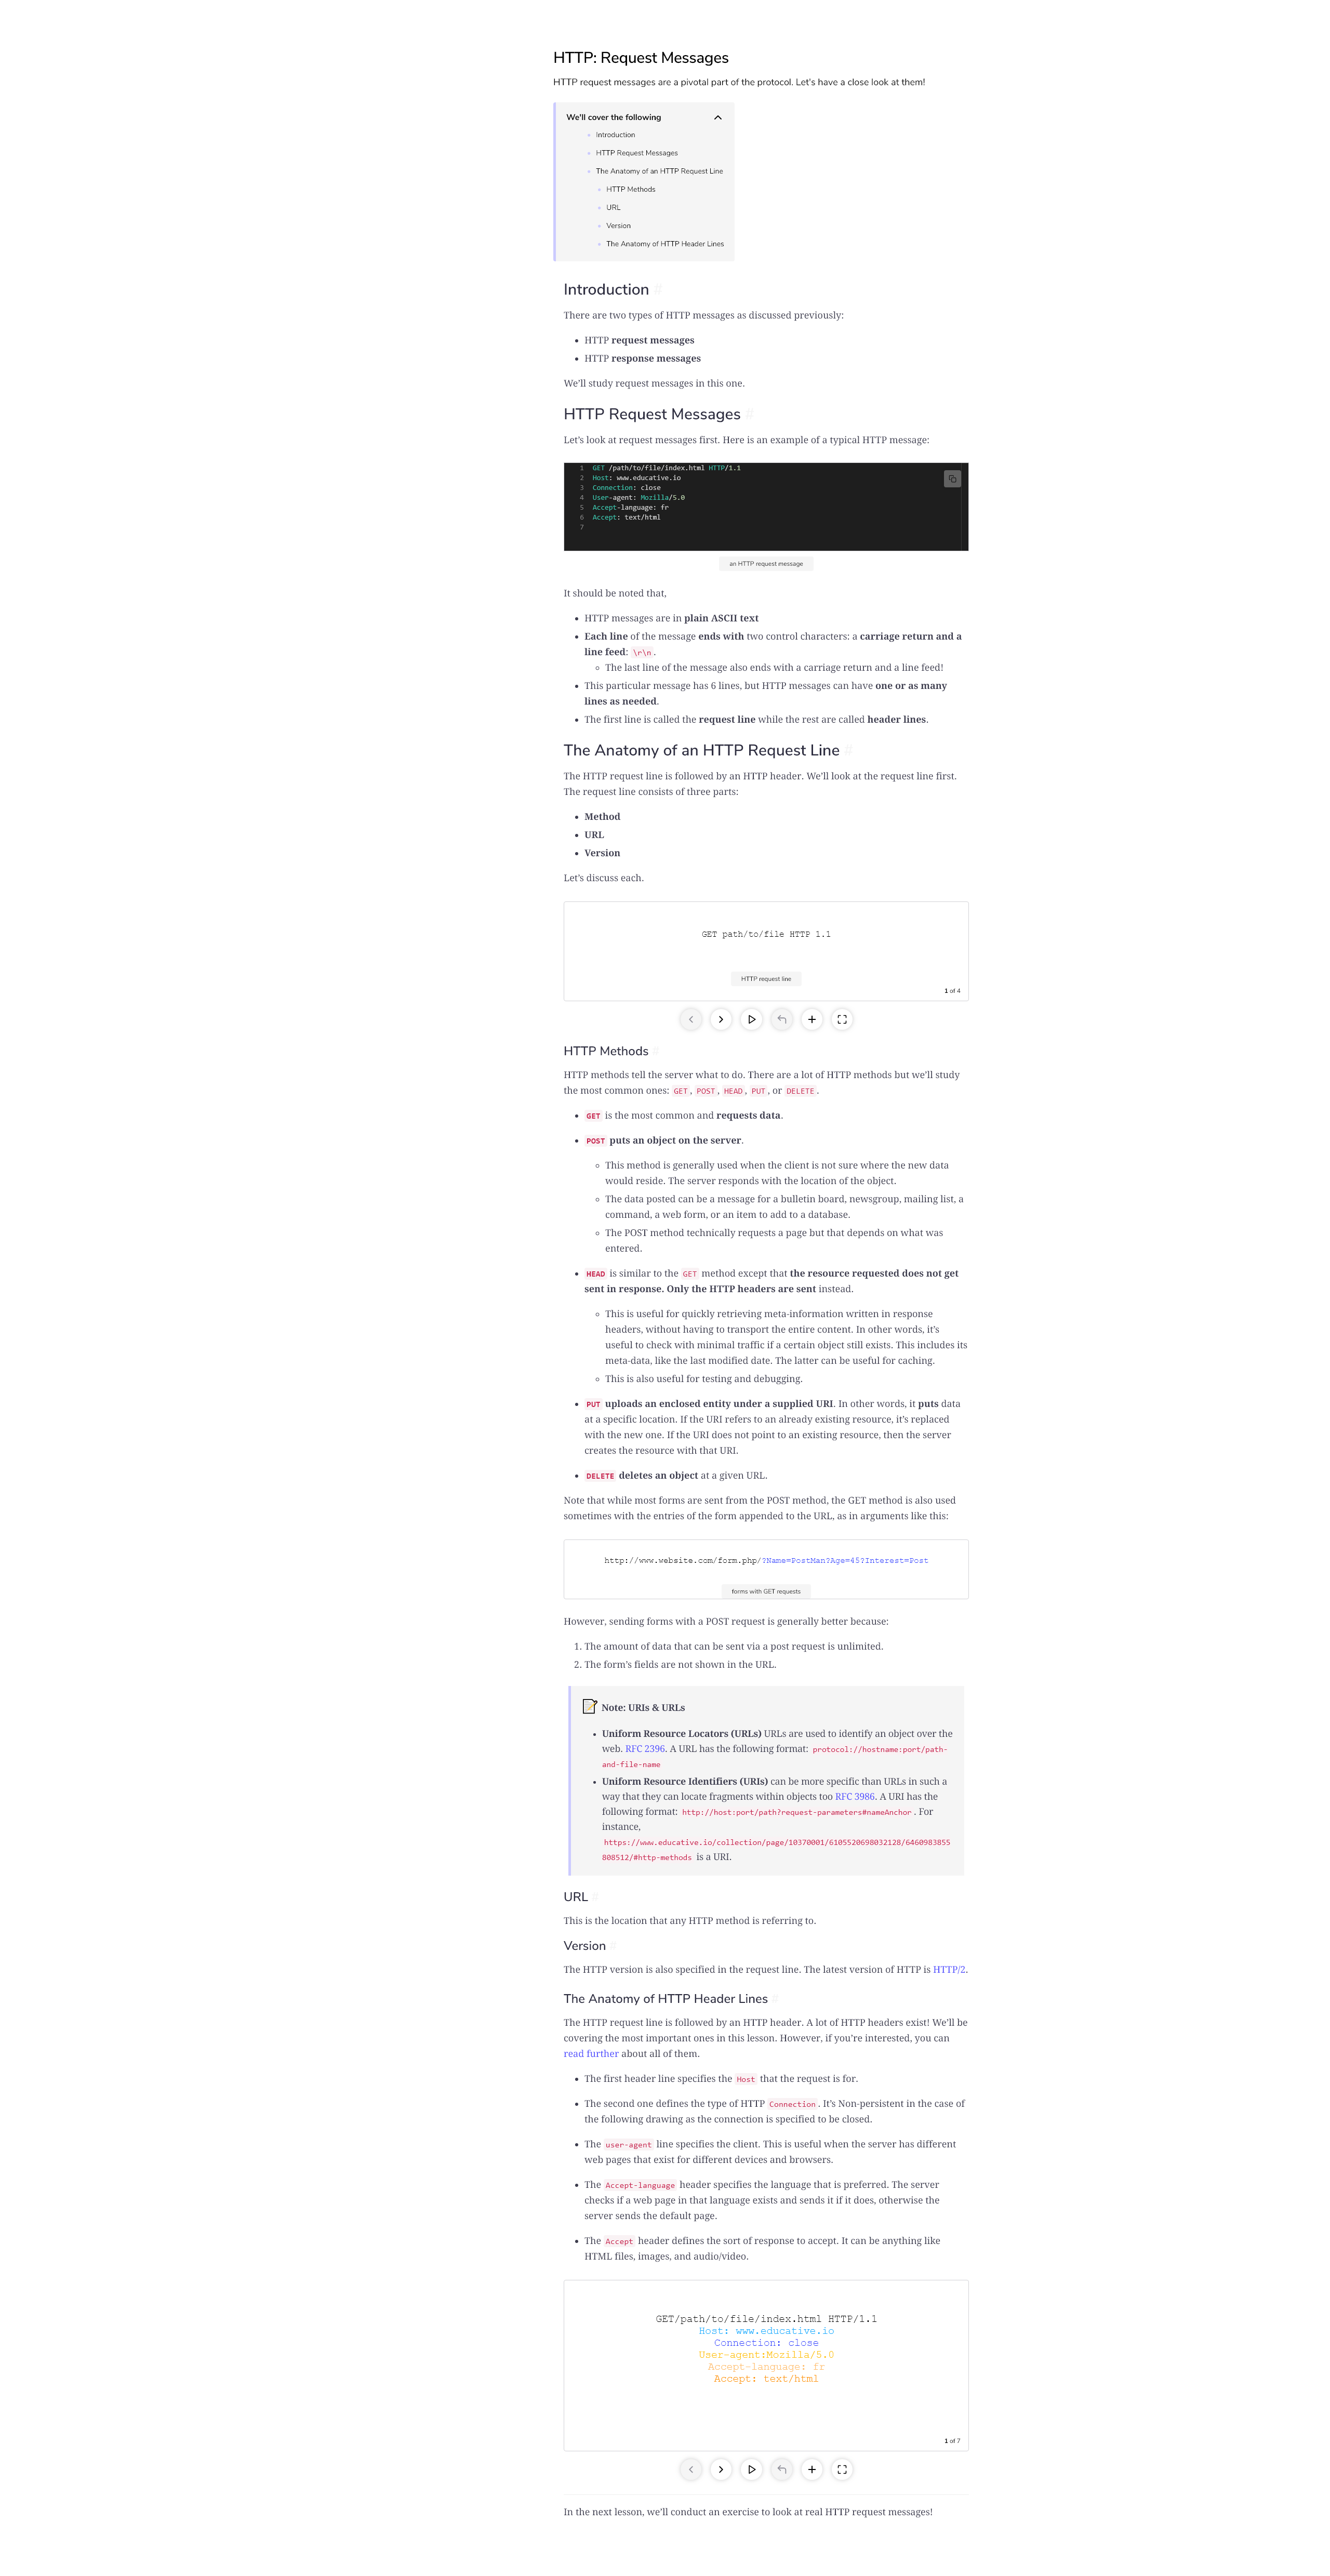 HTTP: Request Messages
HTTP request messages are a pivotal part of the protocol. Let's have a close look at them!
We'll cover the following
Introduction
HTTP Request Messages
The Anatomy of an HTTP Request Line
HTTP Methods
URL
Version
The Anatomy of HTTP Header Lines
Introduction #
There are two types of HTTP messages as discussed previously:
• HTTP request messages
• HTTP response messages
We'll study request messages in this one.
HTTP Request Messages #
Let's look at request messages first. Here is an example of a typical HTTP message:
1 GET /path/to/file/index.html HTTP/1.1
2 Host: www.educative.io
3 Connection: close
4 User-agent: Mozilla/5.0
5 Accept-language: fr
6 Accept: text/html
7
an HTTP request message
It should be noted that,
• HTTP messages are in plain ASCII text
• Each line of the message ends with two control characters: a carriage return and a
line feed: \r\n.
◦ The last line of the message also ends with a carriage return and a line feed!
• This particular message has 6 lines, but HTTP messages can have one or as many
lines as needed.
• The first line is called the request line while the rest are called header lines.
The Anatomy of an HTTP Request Line #
The HTTP request line is followed by an HTTP header. We'll look at the request line first.
The request line consists of three parts:
• Method
• URL
• Version
Let's discuss each.
GET path/to/file HTTP 1.1
HTTP request line
1 of 4
HTTP Methods #
HTTP methods tell the server what to do. There are a lot of HTTP methods but we'll study
the most common ones: GET, POST, HEAD, PUT, or DELETE.
• GET is the most common and requests data.
• POST puts an object on the server.
◦ This method is generally used when the client is not sure where the new data
would reside. The server responds with the location of the object.
◦ The data posted can be a message for a bulletin board, newsgroup, mailing list, a
command, a web form, or an item to add to a database.
◦ The POST method technically requests a page but that depends on what was
entered.
• HEAD is similar to the GET method except that the resource requested does not get
sent in response. Only the HTTP headers are sent instead.
◦ This is useful for quickly retrieving meta-information written in response
headers, without having to transport the entire content. In other words, it's
useful to check with minimal traffic if a certain object still exists. This includes its
meta-data, like the last modified date. The latter can be useful for caching.
◦ This is also useful for testing and debugging.
• PUT uploads an enclosed entity under a supplied URI. In other words, it puts data
at a specific location. If the URI refers to an already existing resource, it's replaced
with the new one. If the URI does not point to an existing resource, then the server
creates the resource with that URI.
• DELETE deletes an object at a given URL.
Note that while most forms are sent from the POST method, the GET method is also used
sometimes with the entries of the form appended to the URL, as in arguments like this:
http://www.website.com/form.php/?Name=PostMan?Age=45?Interest=Post
forms with GET requests
However, sending forms with a POST request is generally better because:
1. The amount of data that can be sent via a post request is unlimited.
2. The form's fields are not shown in the URL.
Note: URIs & URLs
• Uniform Resource Locators (URLs) URLs are used to identify an object over the
web. RFC 2396. A URL has the following format: protocol://hostname:port/path-
and-file-name
• Uniform Resource Identifiers (URIs) can be more specific than URLs in such a
way that they can locate fragments within objects too RFC 3986. A URI has the
following format: http://host:port/path?request-parameters#nameAnchor. For
instance,
https://www.educative.io/collection/page/10370001/6105520698032128/6460983855
808512/#http-methods is a URI.
URL #
This is the location that any HTTP method is referring to.
Version #
The HTTP version is also specified in the request line. The latest version of HTTP is HTTP/2.
The Anatomy of HTTP Header Lines #
The HTTP request line is followed by an HTTP header. A lot of HTTP headers exist! We'll be
covering the most important ones in this lesson. However, if you're interested, you can
read further about all of them.
• The first header line specifies the Host that the request is for.
• The second one defines the type of HTTP Connection. It's Non-persistent in the case of
the following drawing as the connection is specified to be closed.
• The user-agent line specifies the client. This is useful when the server has different
web pages that exist for different devices and browsers.
• The Accept-language header specifies the language that is preferred. The server
checks if a web page in that language exists and sends it if it does, otherwise the
server sends the default page.
• The Accept header defines the sort of response to accept. It can be anything like
HTML files, images, and audio/video.
GET/path/to/file/index.html HTTP/1.1
Host: www.educative.io
Connection: close
User-agent:Mozilla/5.0
Accept-language: fr
Accept: text/html
1 of 7
In the next lesson, we'll conduct an exercise to look at real HTTP request messages!